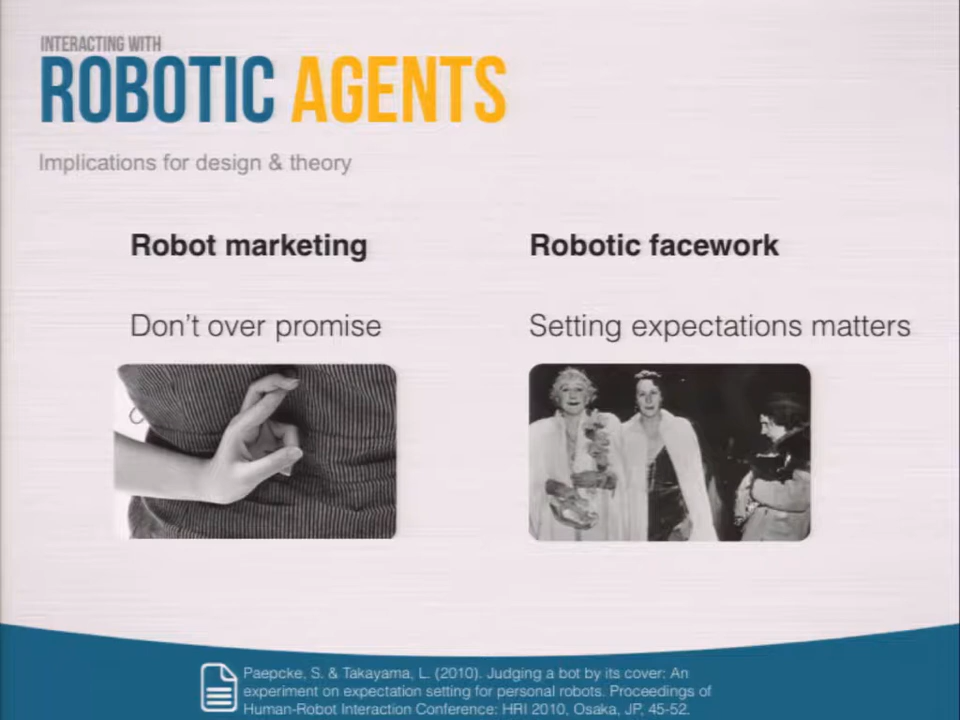 INTERACTING WITH
ROBOTIC AGENTS
Implications for design & theory
Robot marketing
Robotic facework
Don't over promise
Setting expectations matters
Paepcke, S. & Takayama, L. (2010). Judging a bot by its cover: An
experiment on expectation setting for personal robots. Proceedings of
Human-Robot Interaction Conference: HRI 2010, Osaka, JP, 45-52.